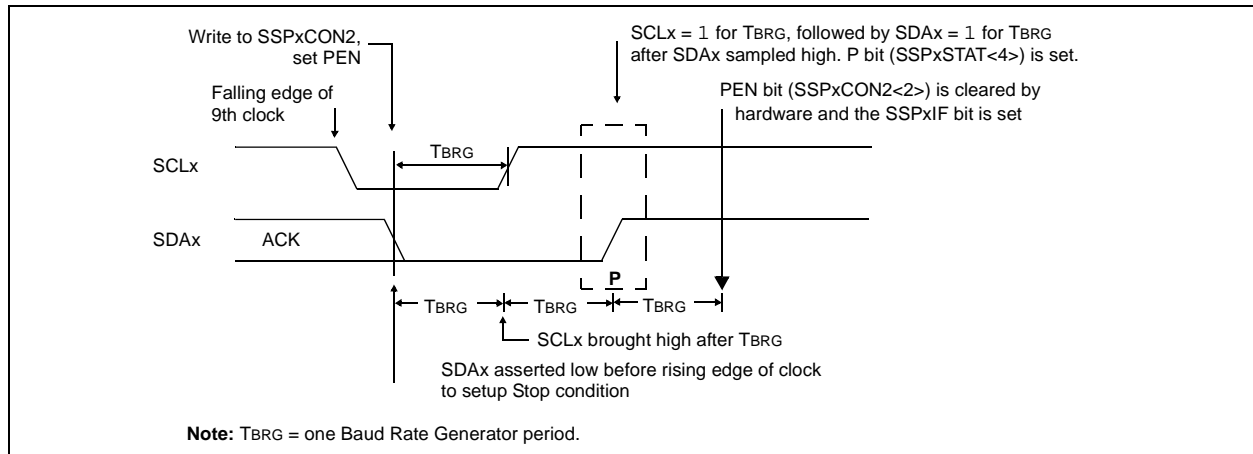 Write to SSPxCON2,
set PEN
SCLx = 1 for TBRG, followed by SDAx = 1 for TBRG
after SDAx sampled high. P bit (SSPxSTAT<4>) is set.
Falling edge of
9th clock
PEN bit (SSPxCON2<2>) is cleared by
hardware and the SSPxIF bit is set
TBRG
SCLx
SDAx
ACK
P
TBRG
TBRG
TBRG
SCLx brought high after TBRG
SDAx asserted low before rising edge of clock
to setup Stop condition
Note: TBRG = one Baud Rate Generator period.